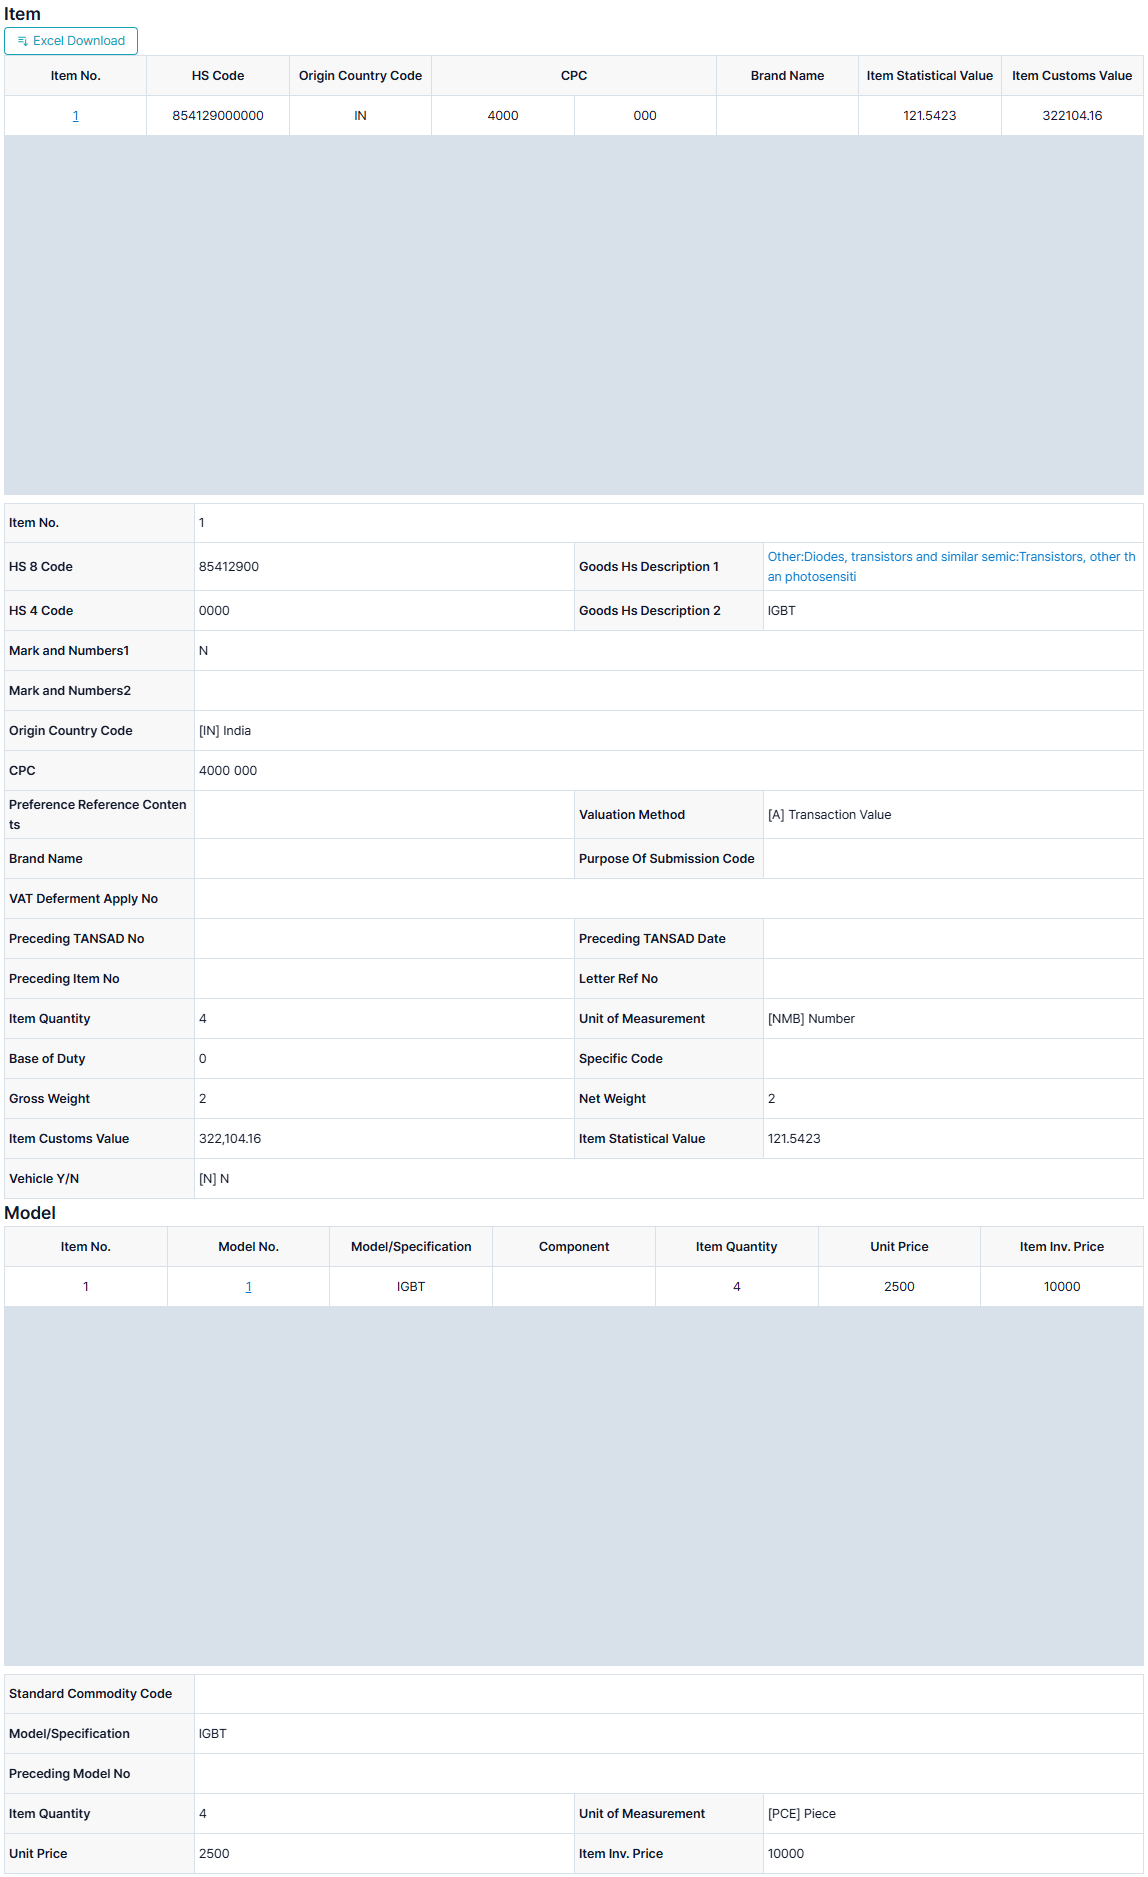 Item
Excel Download
Item No. HS Code Origin Country Code CPC Brand Name Item Statistical Value Item Customs Value
1 854129000000 IN 4000 000 121.5423 322104.16
Item No. 1
HS 8 Code 85412900 Goods Hs Description 1 Other:Diodes, transistors and similar semic:Transistors, other th
an photosensiti
HS 4 Code 0000 Goods Hs Description 2 IGBT
Mark and Numbers1 N
Mark and Numbers2
Origin Country Code [IN] India
CPC 4000 000
Preference Reference Conten
ts Valuation Method [A] Transaction Value
Brand Name Purpose Of Submission Code
VAT Deferment Apply No
Preceding TANSAD No Preceding TANSAD Date
Preceding Item No Letter Ref No
Item Quantity 4 Unit of Measurement [NMB] Number
Base of Duty 0 Specific Code
Gross Weight 2 Net Weight 2
Item Customs Value 322,104.16 Item Statistical Value 121.5423
Vehicle Y/N [N] N
Model
Item No. Model No. Model/Specification Component Item Quantity Unit Price Item Inv. Price
1 1 IGBT 4 2500 10000
Standard Commodity Code
Model/Specification IGBT
Preceding Model No
Item Quantity 4 Unit of Measurement [PCE] Piece
Unit Price 2500 Item Inv. Price 10000